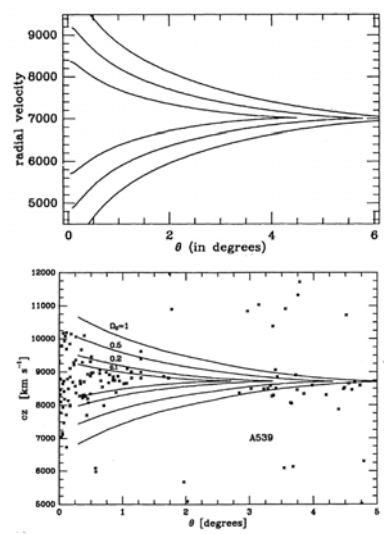 9000
8000
7000
6000
5000
radial velocity
0 2 4 6
θ (in degrees)
12000
11000
10000
9000
8000
7000
6000
5000
cz [km s⁻¹]
Ω₀=1
0.5
0.2
0.1
A539
0 1 2 3 4 5
θ [degrees]